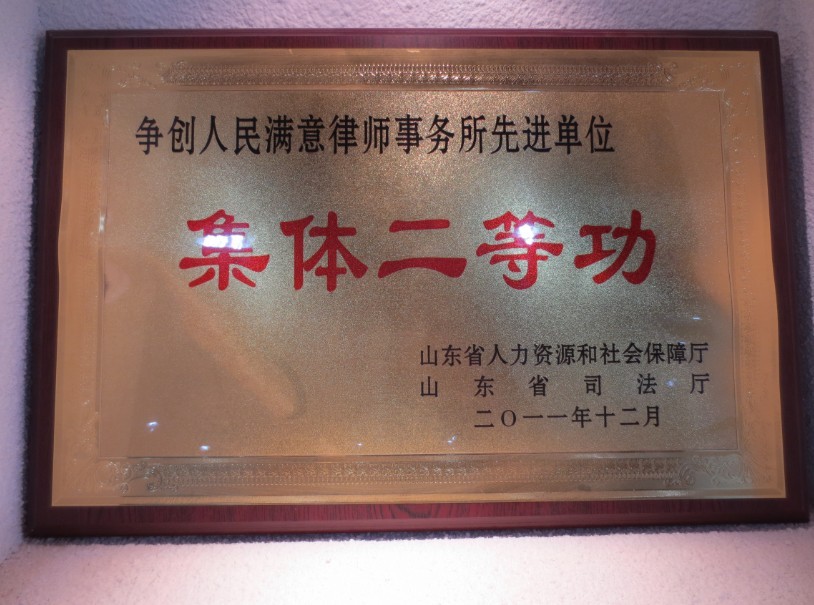 争创人民满意律师事务所先进单位
集体二等功
山东省人力资源和社会保障厅
山东省司法厅
二〇一一年十二月